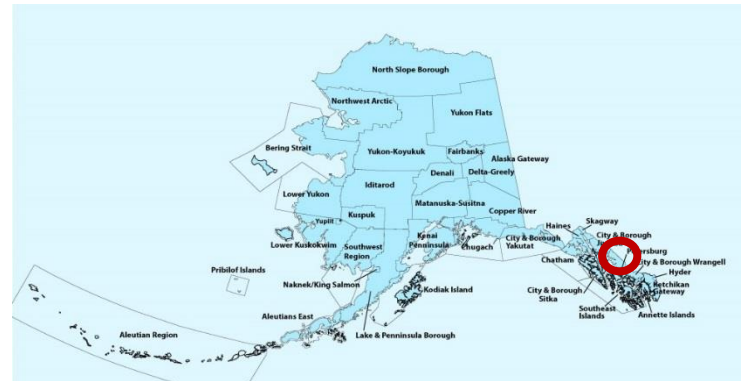 North Slope Borough
Northwest Arctic
Yukon Flats
Bering Strait
Yukon-Koyukuk
Fairbanks
Alaska Gateway
Denali
Delta-Greely
Iditarod
Lower Yukon
Matanuska-Susitna
Copper River
Kuspuk
Yupiit
Skagway
Haines
City & Borough
Lower Kuskokwim
Southwest
Region
Kenai
Penninsula
Chugach
City & Borough
Yakutat
Chatham
City & Borough Wrangell
Pribilof Islands
Hyder
Naknek/King Salmon
Kodiak Island
City & Borough
Sitka
Ketchikan
Gateway
Southeast
Islands
Annette Islands
Aleutians East
Aleutian Region
Lake & Penninsula Borough